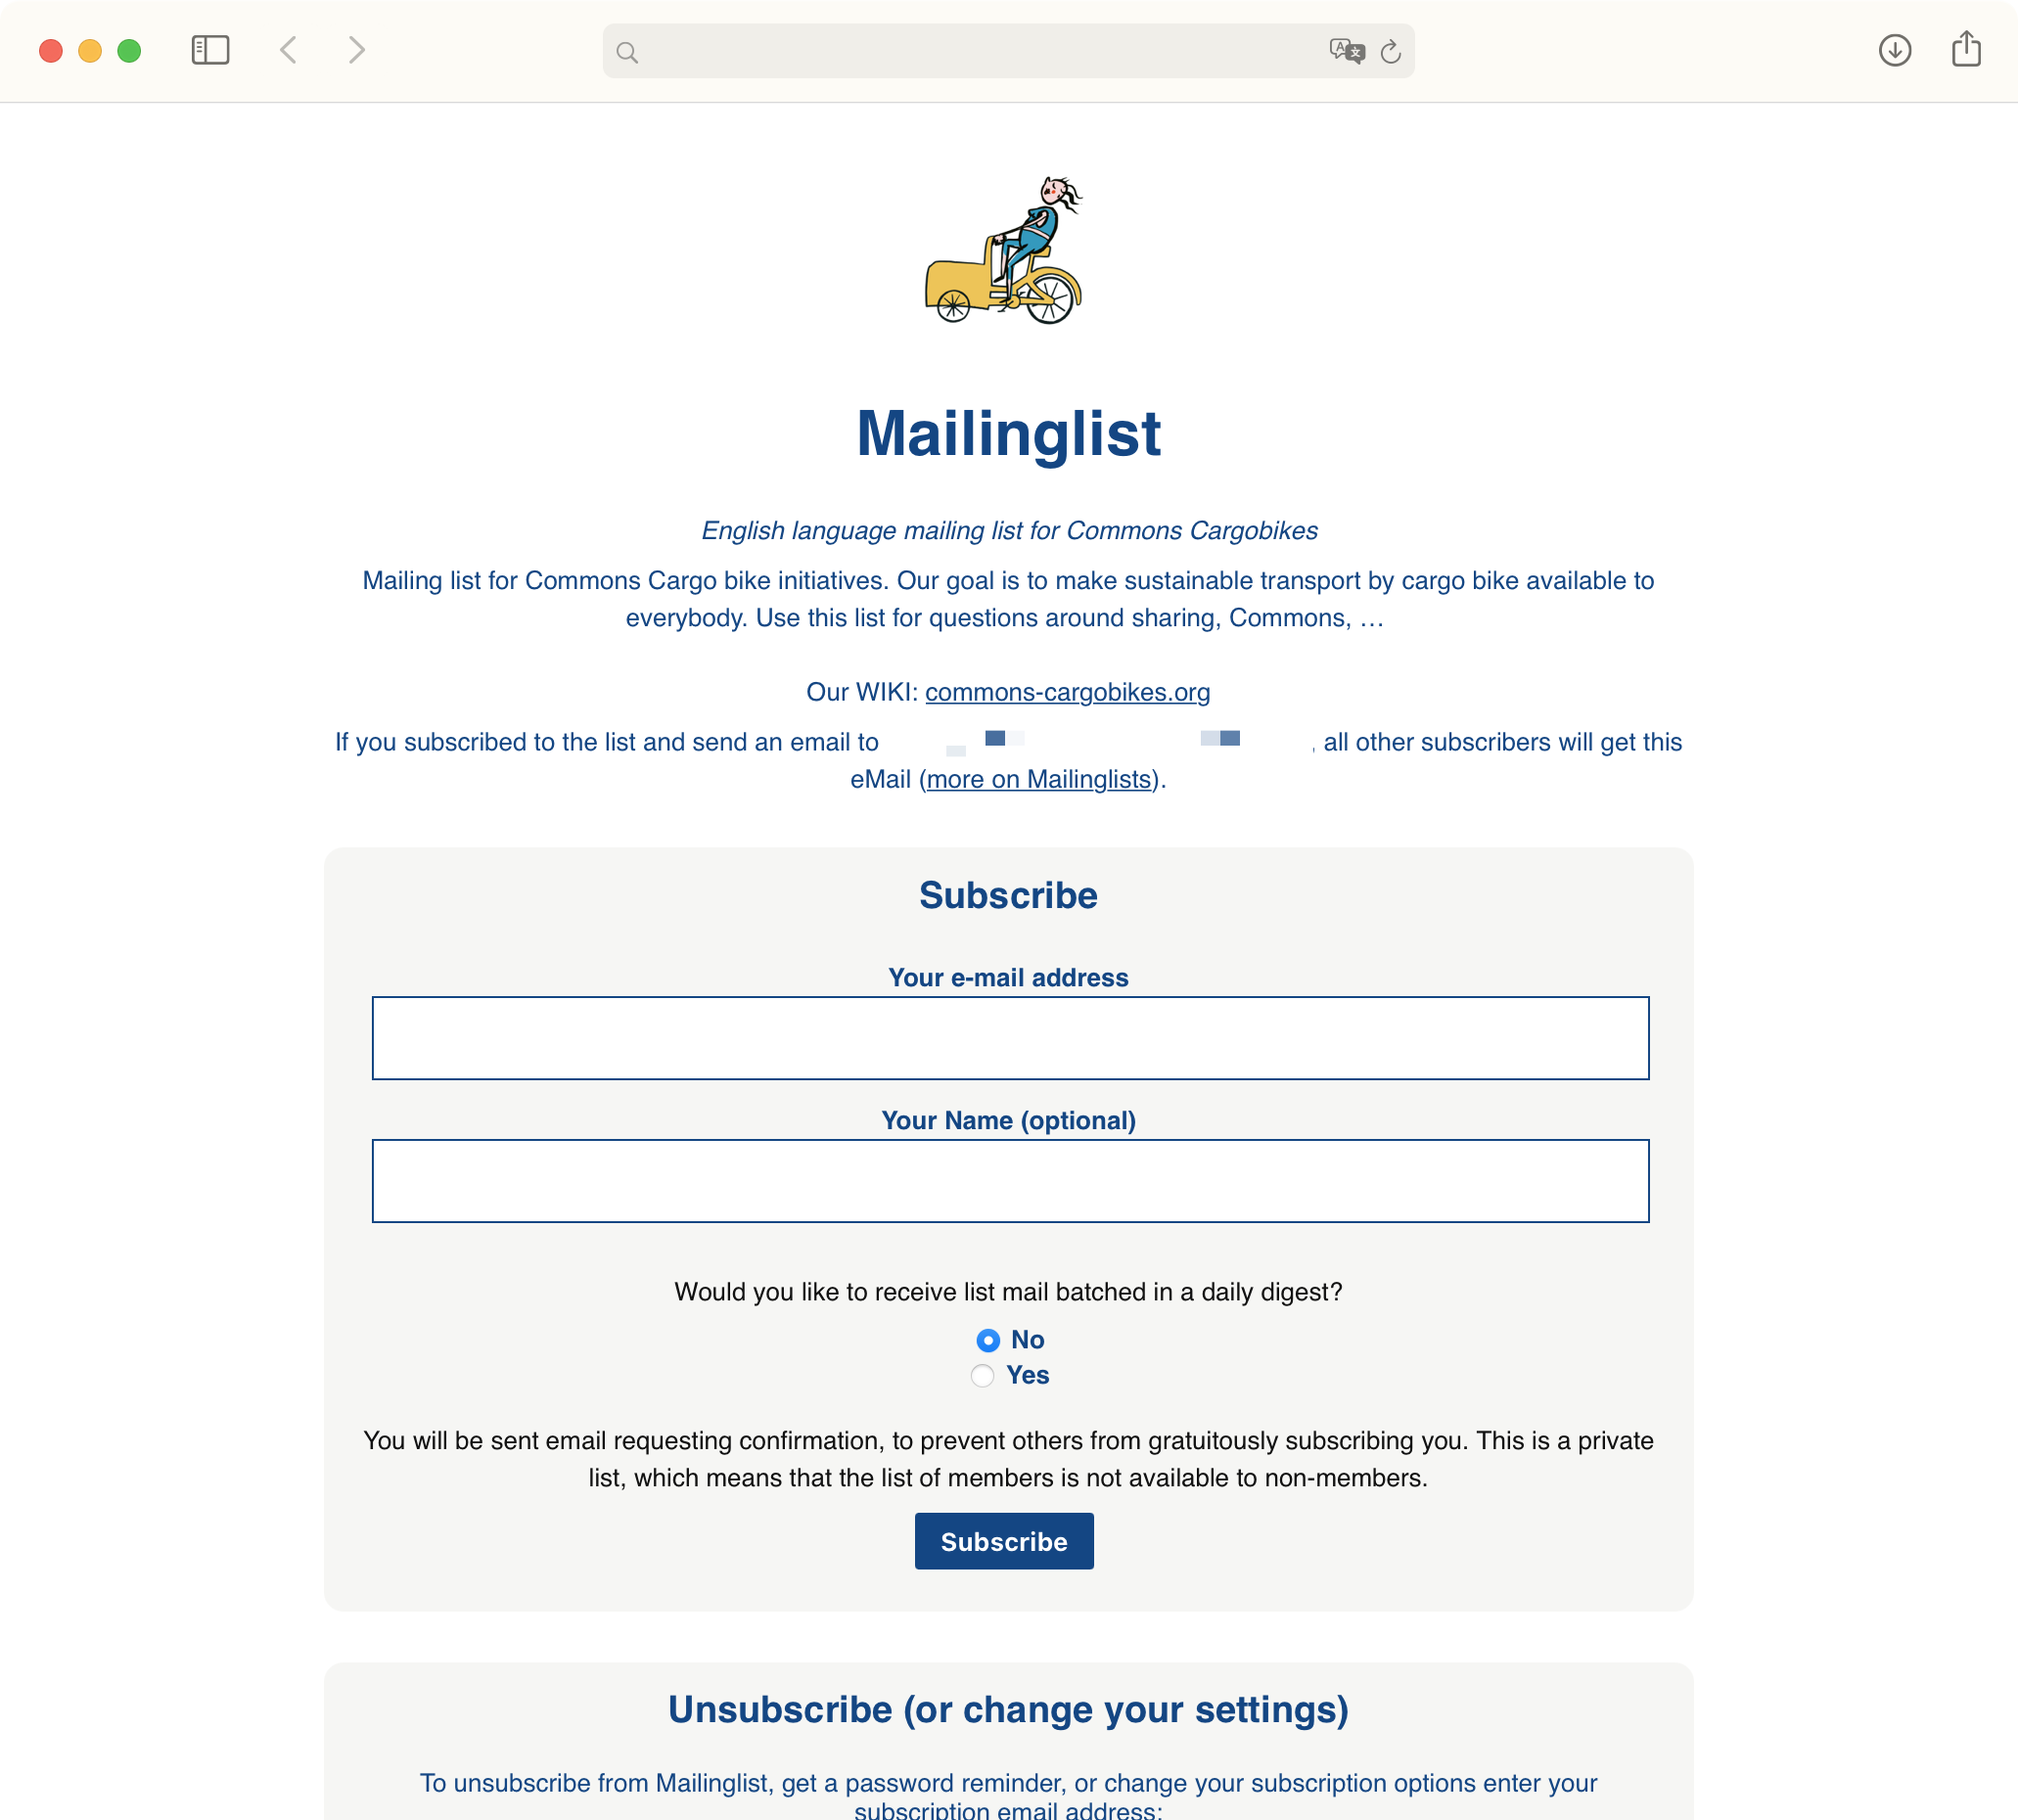 Mailinglist
English language mailing list for Commons Cargobikes
Mailing list for Commons Cargo bike initiatives. Our goal is to make sustainable transport by cargo bike available to
everybody. Use this list for questions around sharing, Commons, …
Our WIKI: commons-cargobikes.org
If you subscribed to the list and send an email to , all other subscribers will get this
eMail (more on Mailinglists).
Subscribe
Your e-mail address
Your Name (optional)
Would you like to receive list mail batched in a daily digest?
No
Yes
You will be sent email requesting confirmation, to prevent others from gratuitously subscribing you. This is a private
list, which means that the list of members is not available to non-members.
Subscribe
Unsubscribe (or change your settings)
To unsubscribe from Mailinglist, get a password reminder, or change your subscription options enter your
subscription email address: